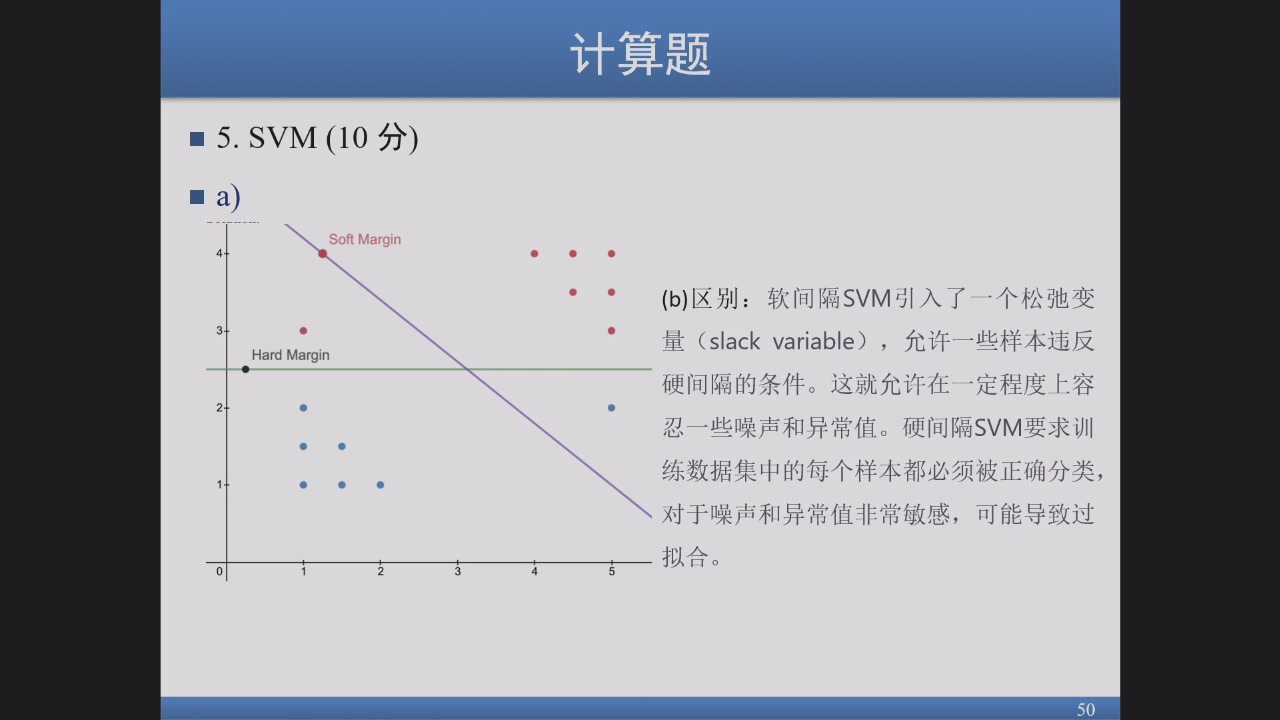 计算题
5. SVM (10 分)
a)
Soft Margin
Hard Margin
4
3
2
1
0
1
2
3
4
5
(b)区别：软间隔SVM引入了一个松弛变
量（slack variable），允许一些样本违反
硬间隔的条件。这就允许在一定程度上容
忍一些噪声和异常值。硬间隔SVM要求训
练数据集中的每个样本都必须被正确分类，
对于噪声和异常值非常敏感，可能导致过
拟合。
50